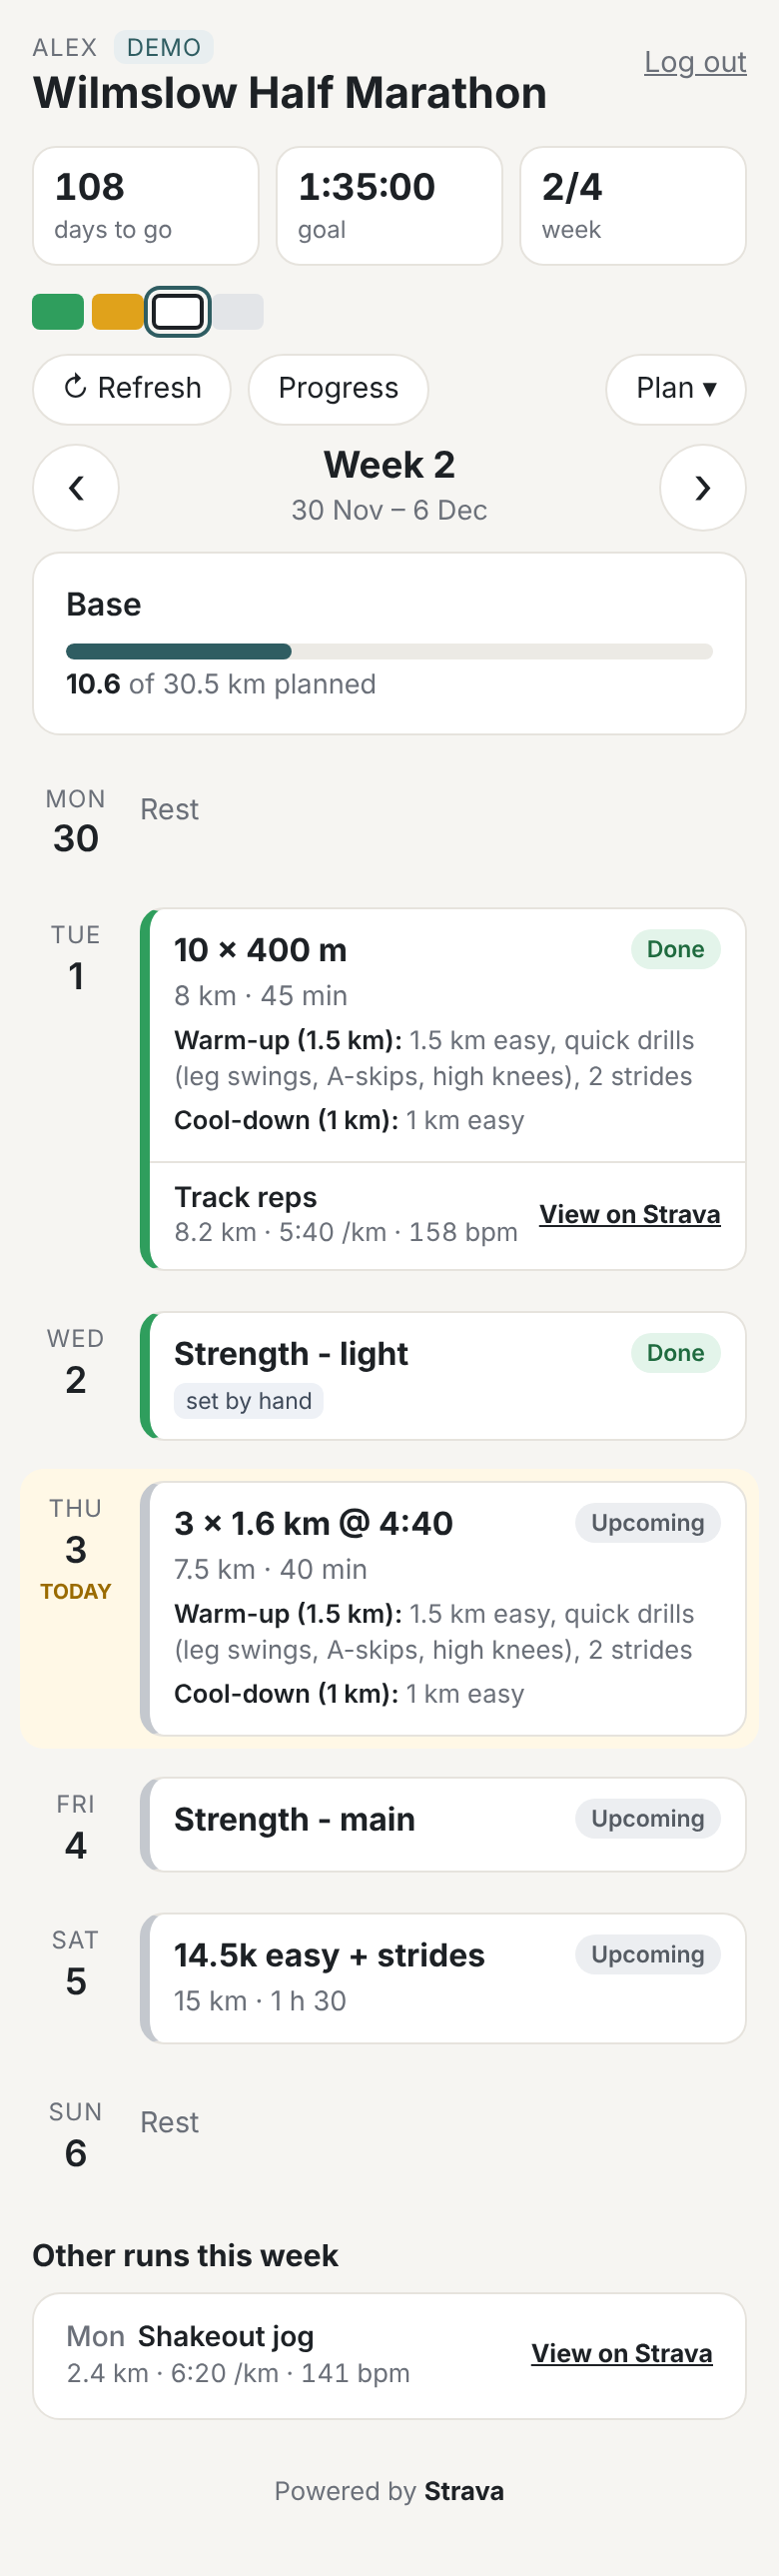 ALEX DEMO
Wilmslow Half Marathon
Log out
108
days to go
1:35:00
goal
2/4
week
↻ Refresh
Progress
Plan ▾
‹
Week 2
30 Nov – 6 Dec
›
Base
10.6 of 30.5 km planned
MON
30
Rest
TUE
1
10 × 400 m
Done
8 km · 45 min
Warm-up (1.5 km): 1.5 km easy, quick drills
(leg swings, A-skips, high knees), 2 strides
Cool-down (1 km): 1 km easy
Track reps
8.2 km · 5:40 /km · 158 bpm
View on Strava
WED
2
Strength - light
Done
set by hand
THU
3
TODAY
3 × 1.6 km @ 4:40
Upcoming
7.5 km · 40 min
Warm-up (1.5 km): 1.5 km easy, quick drills
(leg swings, A-skips, high knees), 2 strides
Cool-down (1 km): 1 km easy
FRI
4
Strength - main
Upcoming
SAT
5
14.5k easy + strides
Upcoming
15 km · 1 h 30
SUN
6
Rest
Other runs this week
Mon Shakeout jog
2.4 km · 6:20 /km · 141 bpm
View on Strava
Powered by Strava